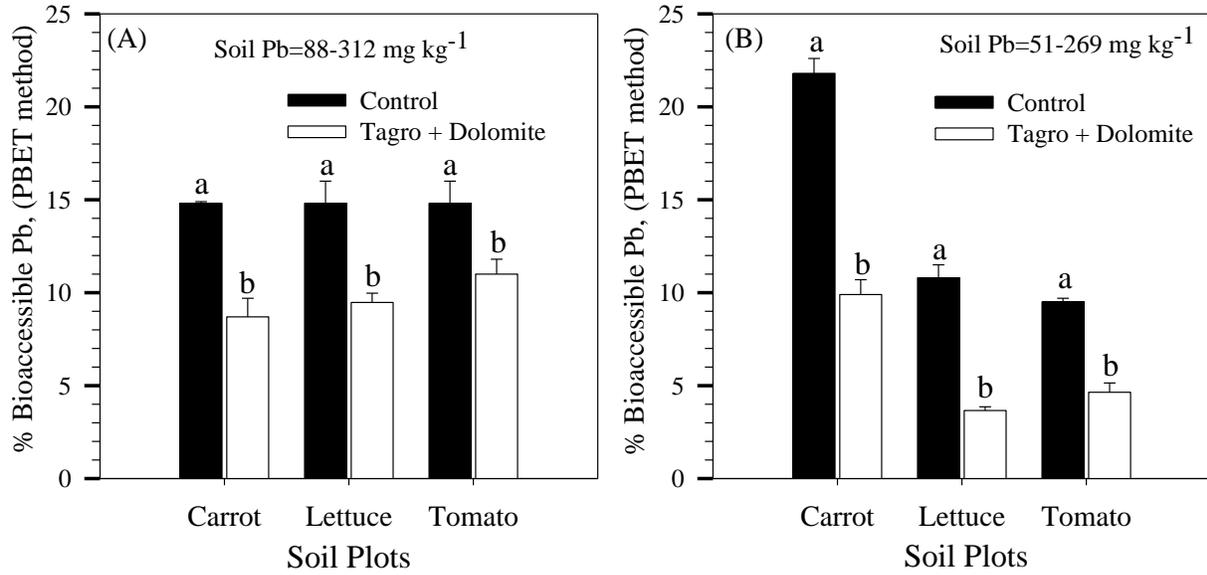 % Bioaccessible Pb, (PBET method)
25
20
15
10
5
0
(A)
Soil Pb=88-312 mg kg-1
Control
Tagro + Dolomite
a
b
a
b
a
b
Carrot
Lettuce
Tomato
Soil Plots
% Bioaccessible Pb, (PBET method)
25
20
15
10
5
0
(B)
Soil Pb=51-269 mg kg-1
Control
Tagro + Dolomite
a
b
a
b
a
b
Carrot
Lettuce
Tomato
Soil Plots